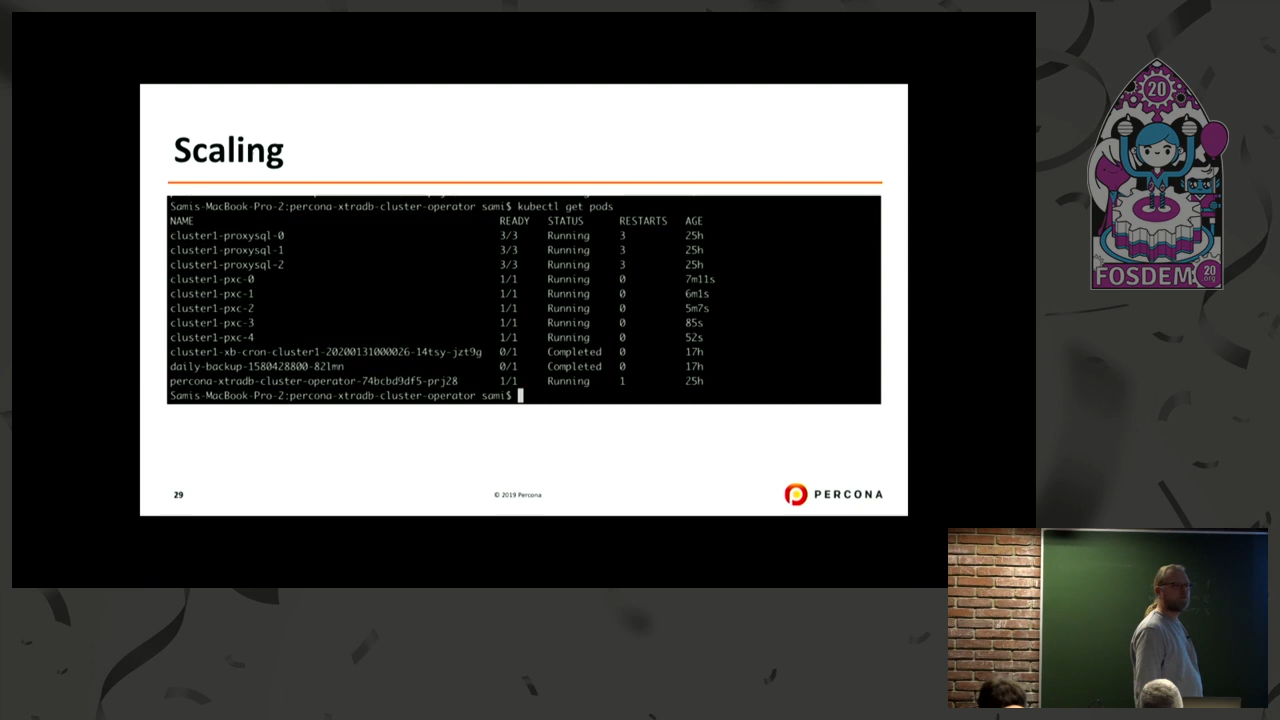 Scaling
Samis-MacBook-Pro-2:percona-xtradb-cluster-operator sami$ kubectl get pods
NAME READY STATUS RESTARTS AGE
cluster1-proxysql-0 3/3 Running 3 25h
cluster1-proxysql-1 3/3 Running 3 25h
cluster1-proxysql-2 3/3 Running 3 25h
cluster1-pxc-0 1/1 Running 0 7m11s
cluster1-pxc-1 1/1 Running 0 6m1s
cluster1-pxc-2 1/1 Running 0 5m7s
cluster1-pxc-3 1/1 Running 0 85s
cluster1-pxc-4 1/1 Running 0 52s
cluster1-xb-cron-cluster1-20200131000026-14tsy-jzt9g 0/1 Completed 0 17h
daily-backup-1580428800-82lmn 0/1 Completed 0 17h
percona-xtradb-cluster-operator-74bcbd9df5-prj28 1/1 Running 1 25h
Samis-MacBook-Pro-2:percona-xtradb-cluster-operator sami$
29
© 2019 Percona
PERCONA
20
FOSDEM
20
.org